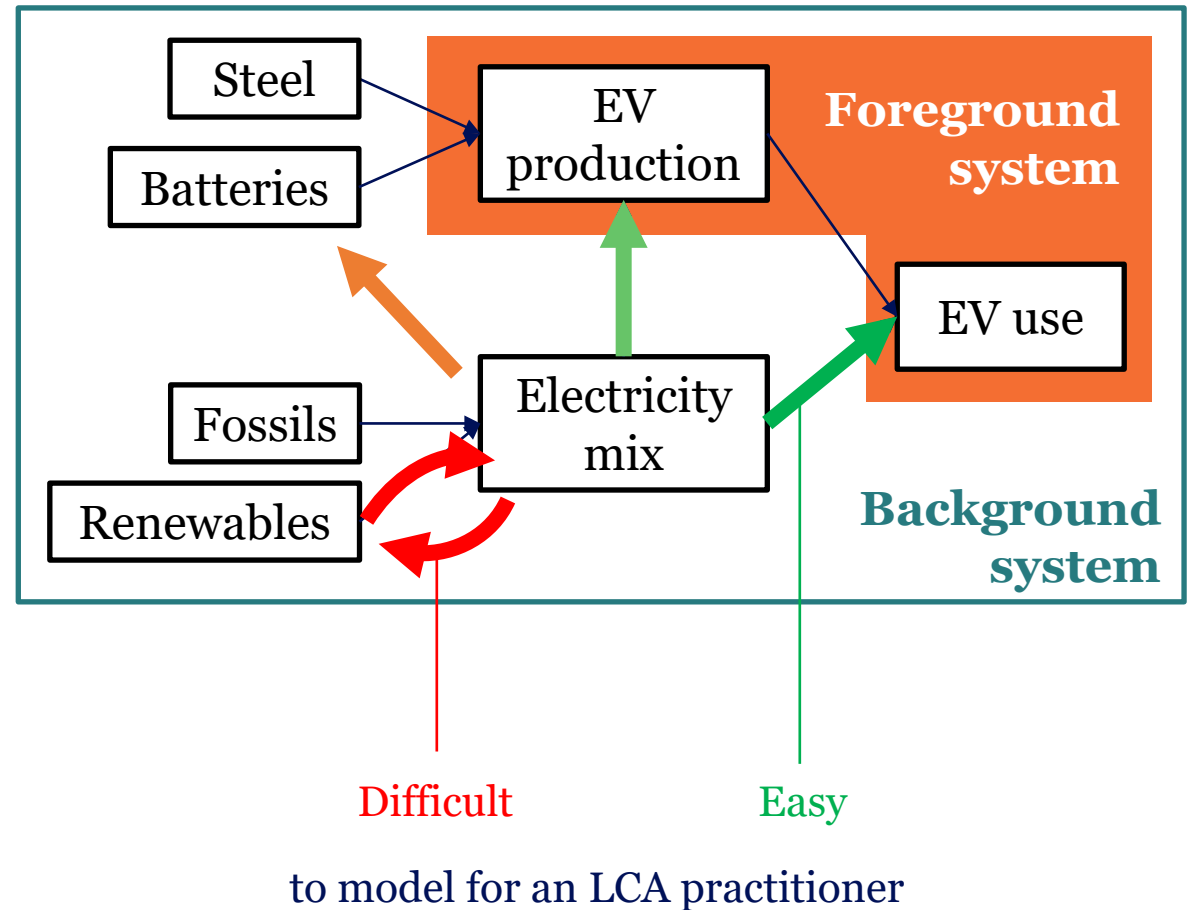 Steel
EV
production
Foreground
system
Batteries
EV use
Electricity
mix
Fossils
Renewables
Background
system
Difficult
Easy
to model for an LCA practitioner